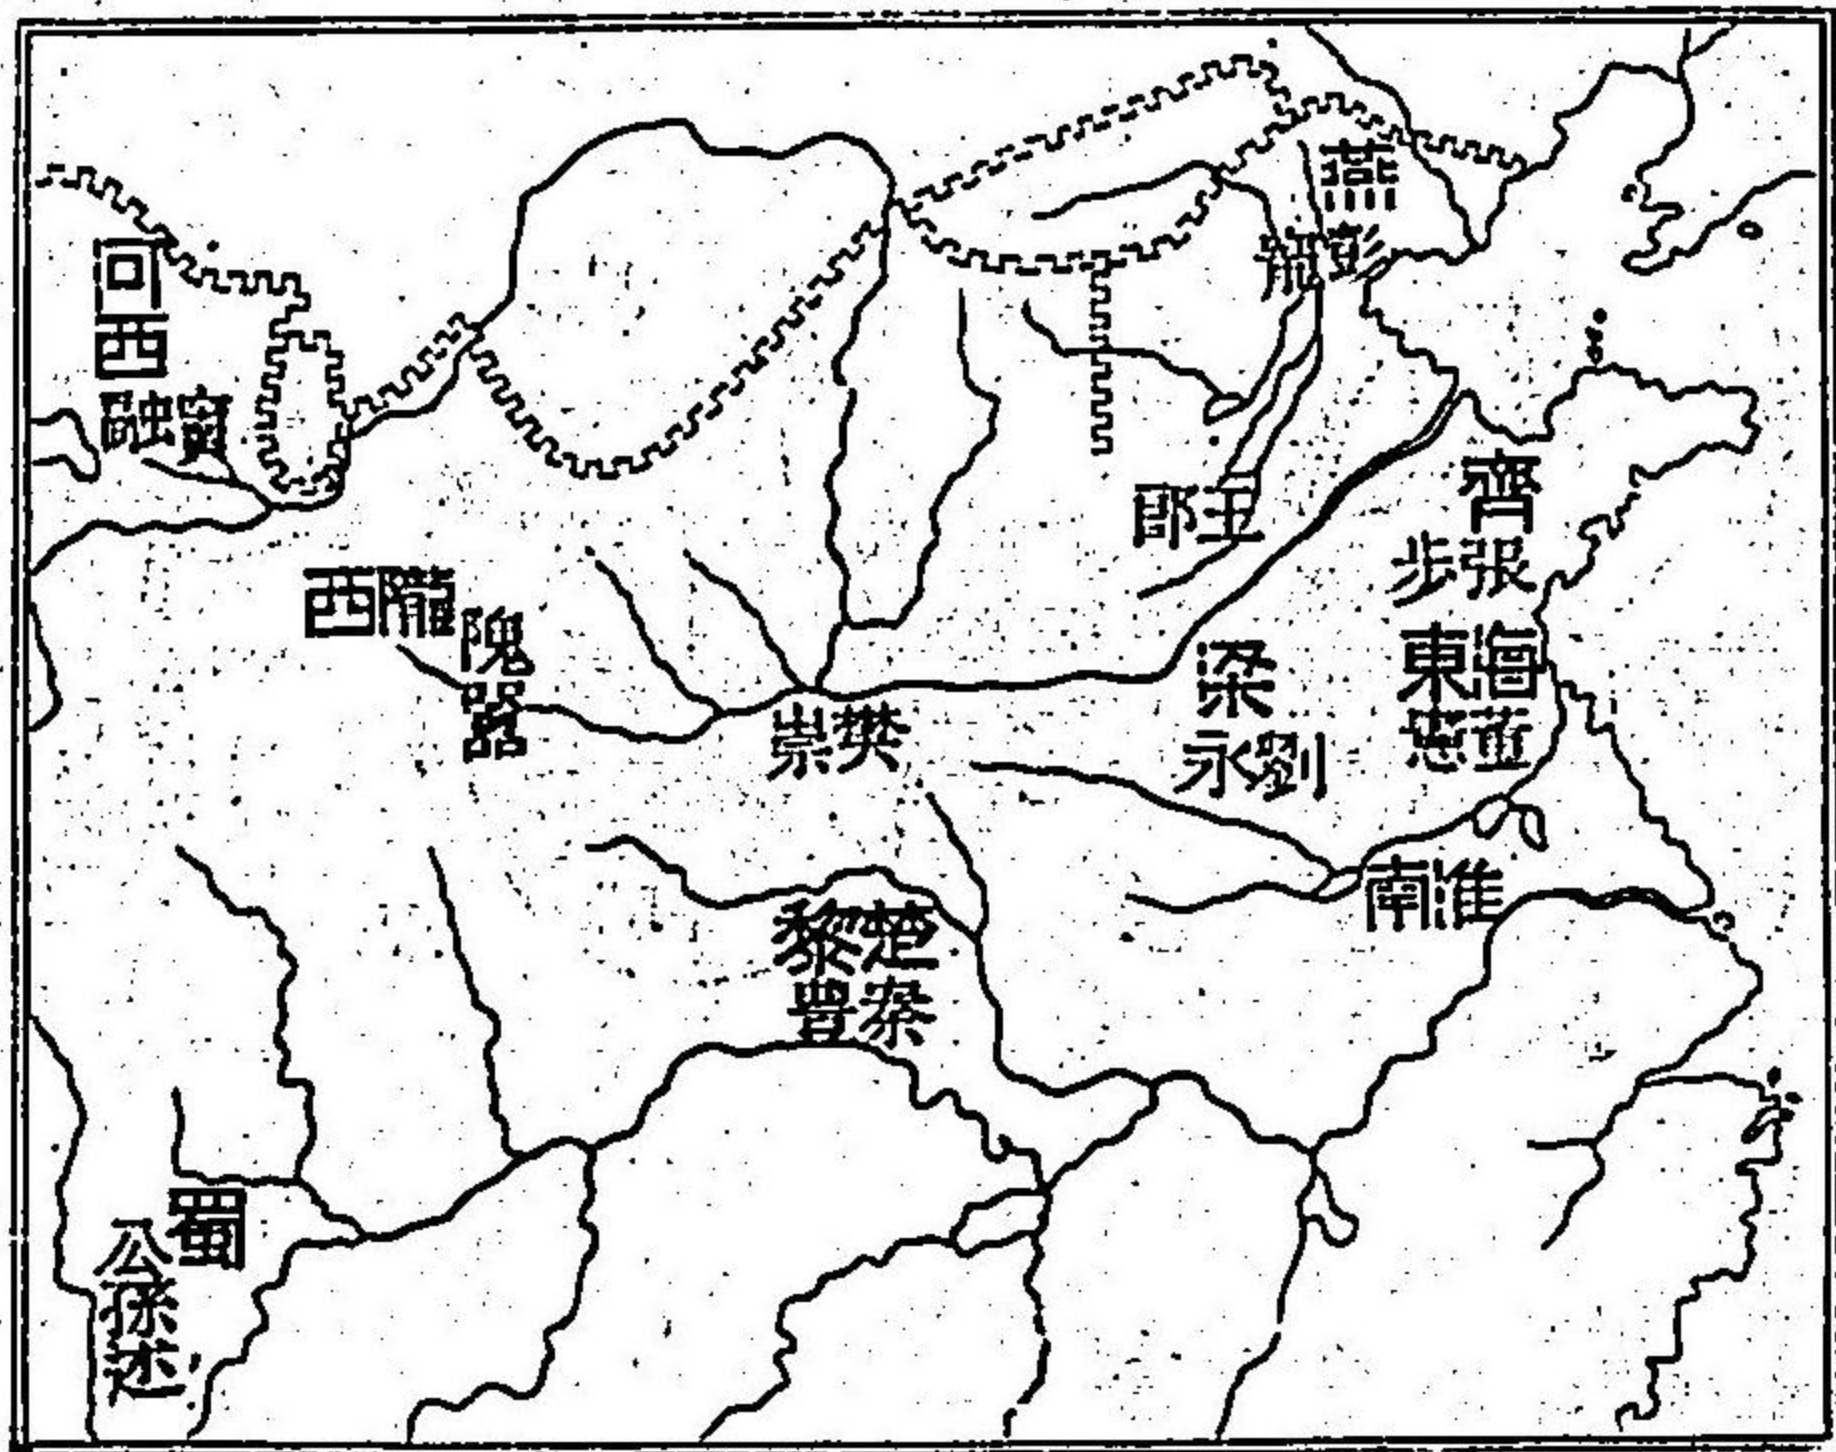 燕
彭寵
河西
竇融
王郎
齊
張步
隴西
隗囂
海東
董忠
梁
劉永
樊崇
淮南
楚黎
秦豐
蜀
公孫述